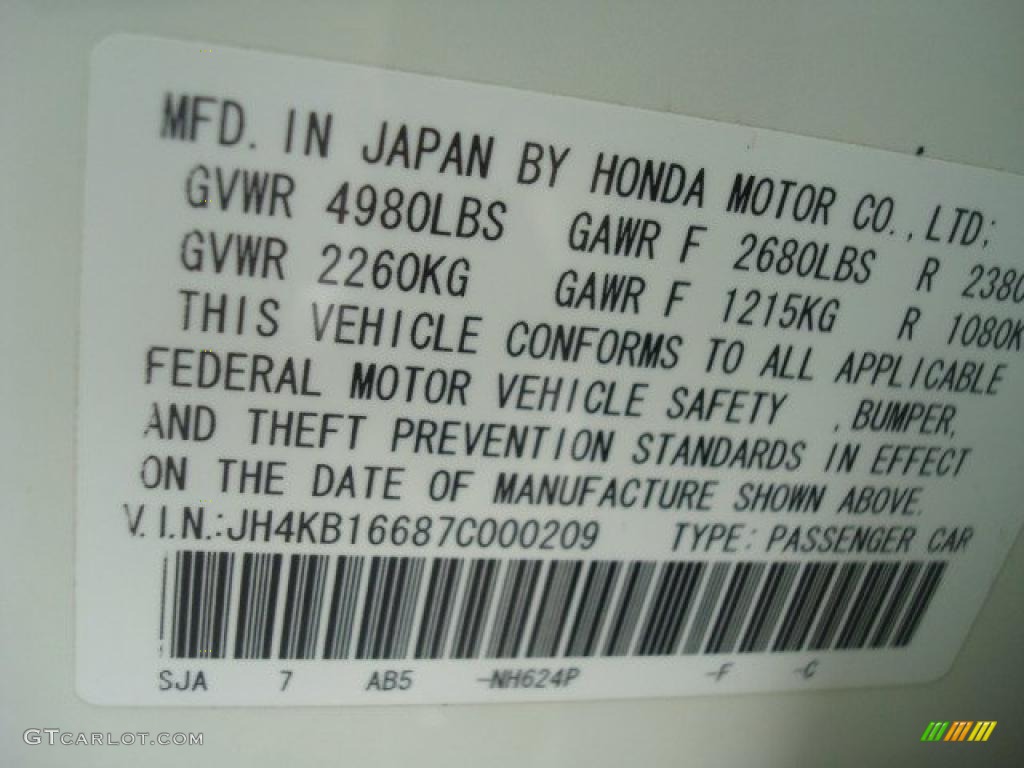 MFD. IN JAPAN BY HONDA MOTOR CO.,LTD;
GVWR 4980LBS GAWR F 2680LBS R 2380
GVWR 2260KG GAWR F 1215KG R 1080K
THIS VEHICLE CONFORMS TO ALL APPLICABLE
FEDERAL MOTOR VEHICLE SAFETY , BUMPER,
AND THEFT PREVENTION STANDARDS IN EFFECT
ON THE DATE OF MANUFACTURE SHOWN ABOVE.
V.I.N.:JH4KB16687C000209 TYPE: PASSENGER CAR
SJA 7 AB5 -NH624P -F -C
GTCARLOT.COM